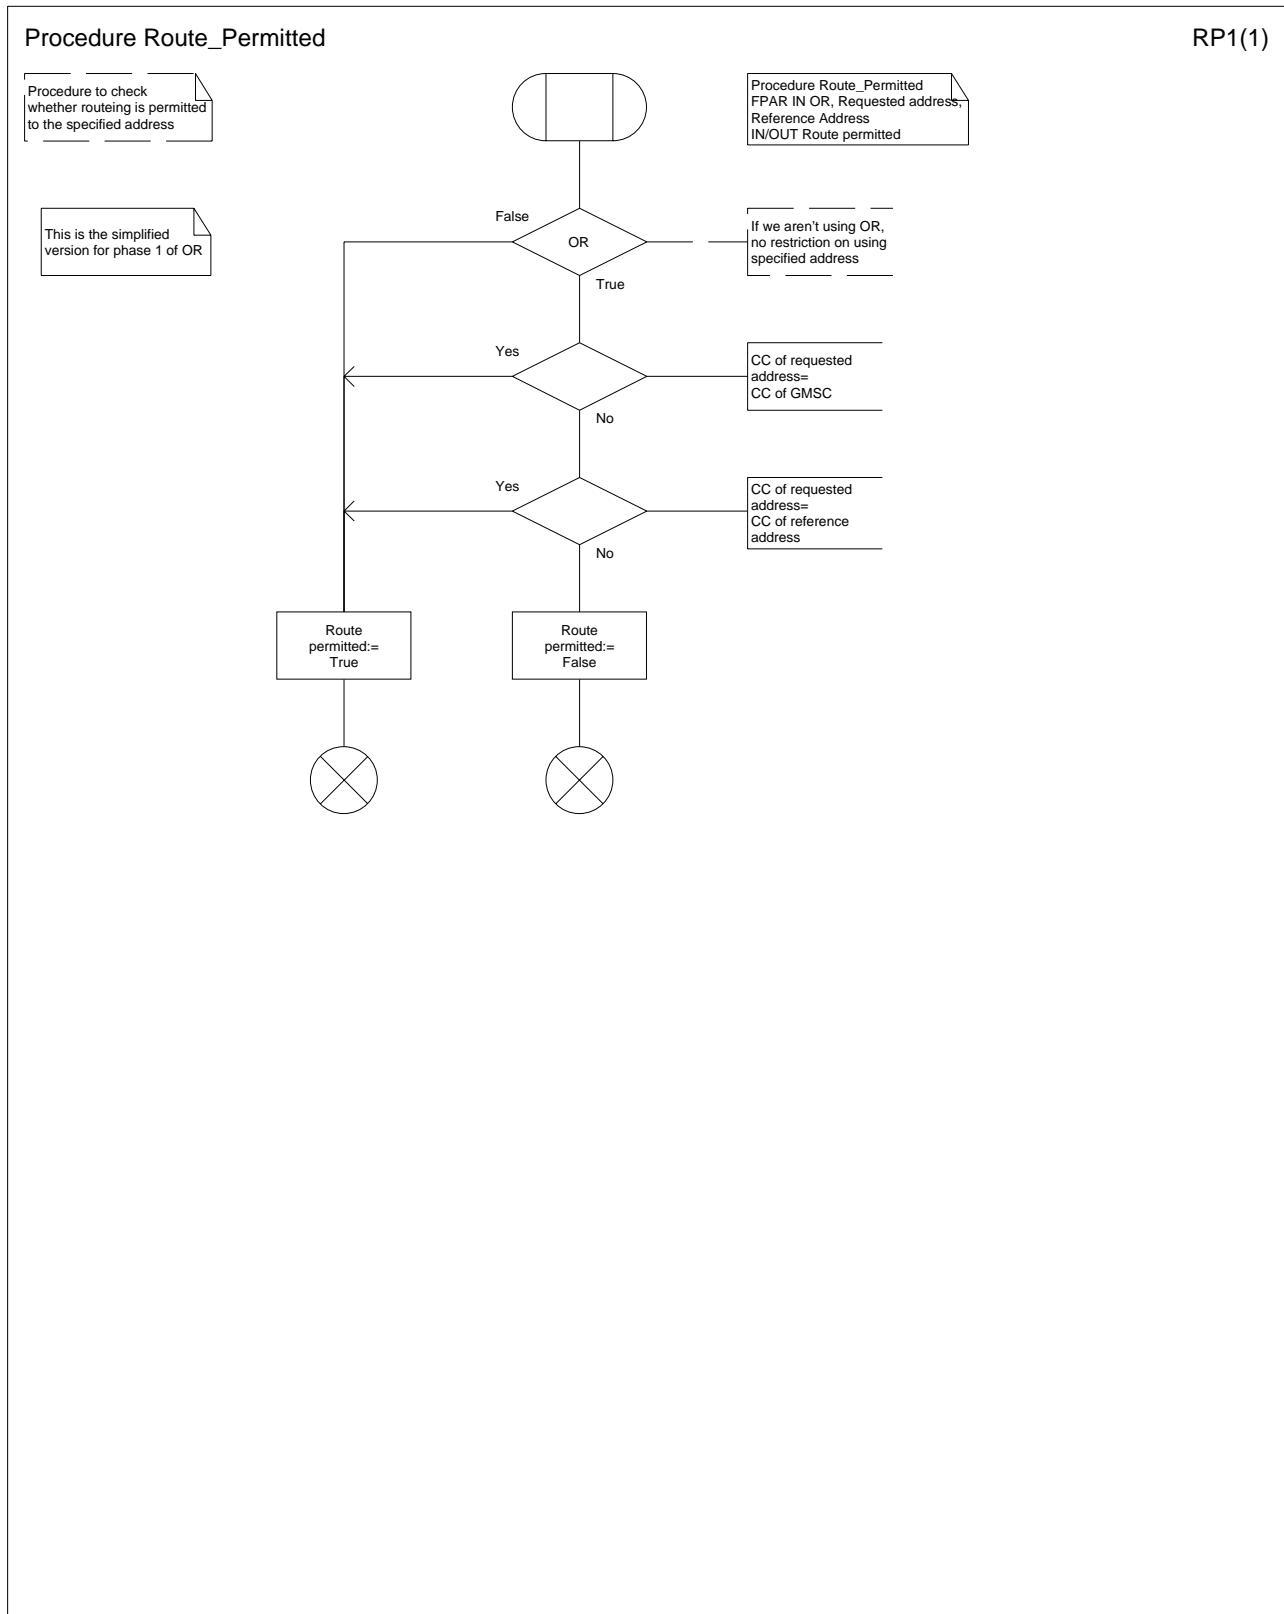 Procedure Route_Permitted
RP1(1)
Procedure to check
whether routeing is permitted
to the specified address
Procedure Route_Permitted
FPAR IN OR, Requested address,
Reference Address
IN/OUT Route permitted
This is the simplified
version for phase 1 of OR
False
OR
If we aren't using OR,
no restriction on using
specified address
True
Yes
CC of requested
address=
CC of GMSC
No
Yes
CC of requested
address=
CC of reference
address
No
Route
permitted:=
True
Route
permitted:=
False